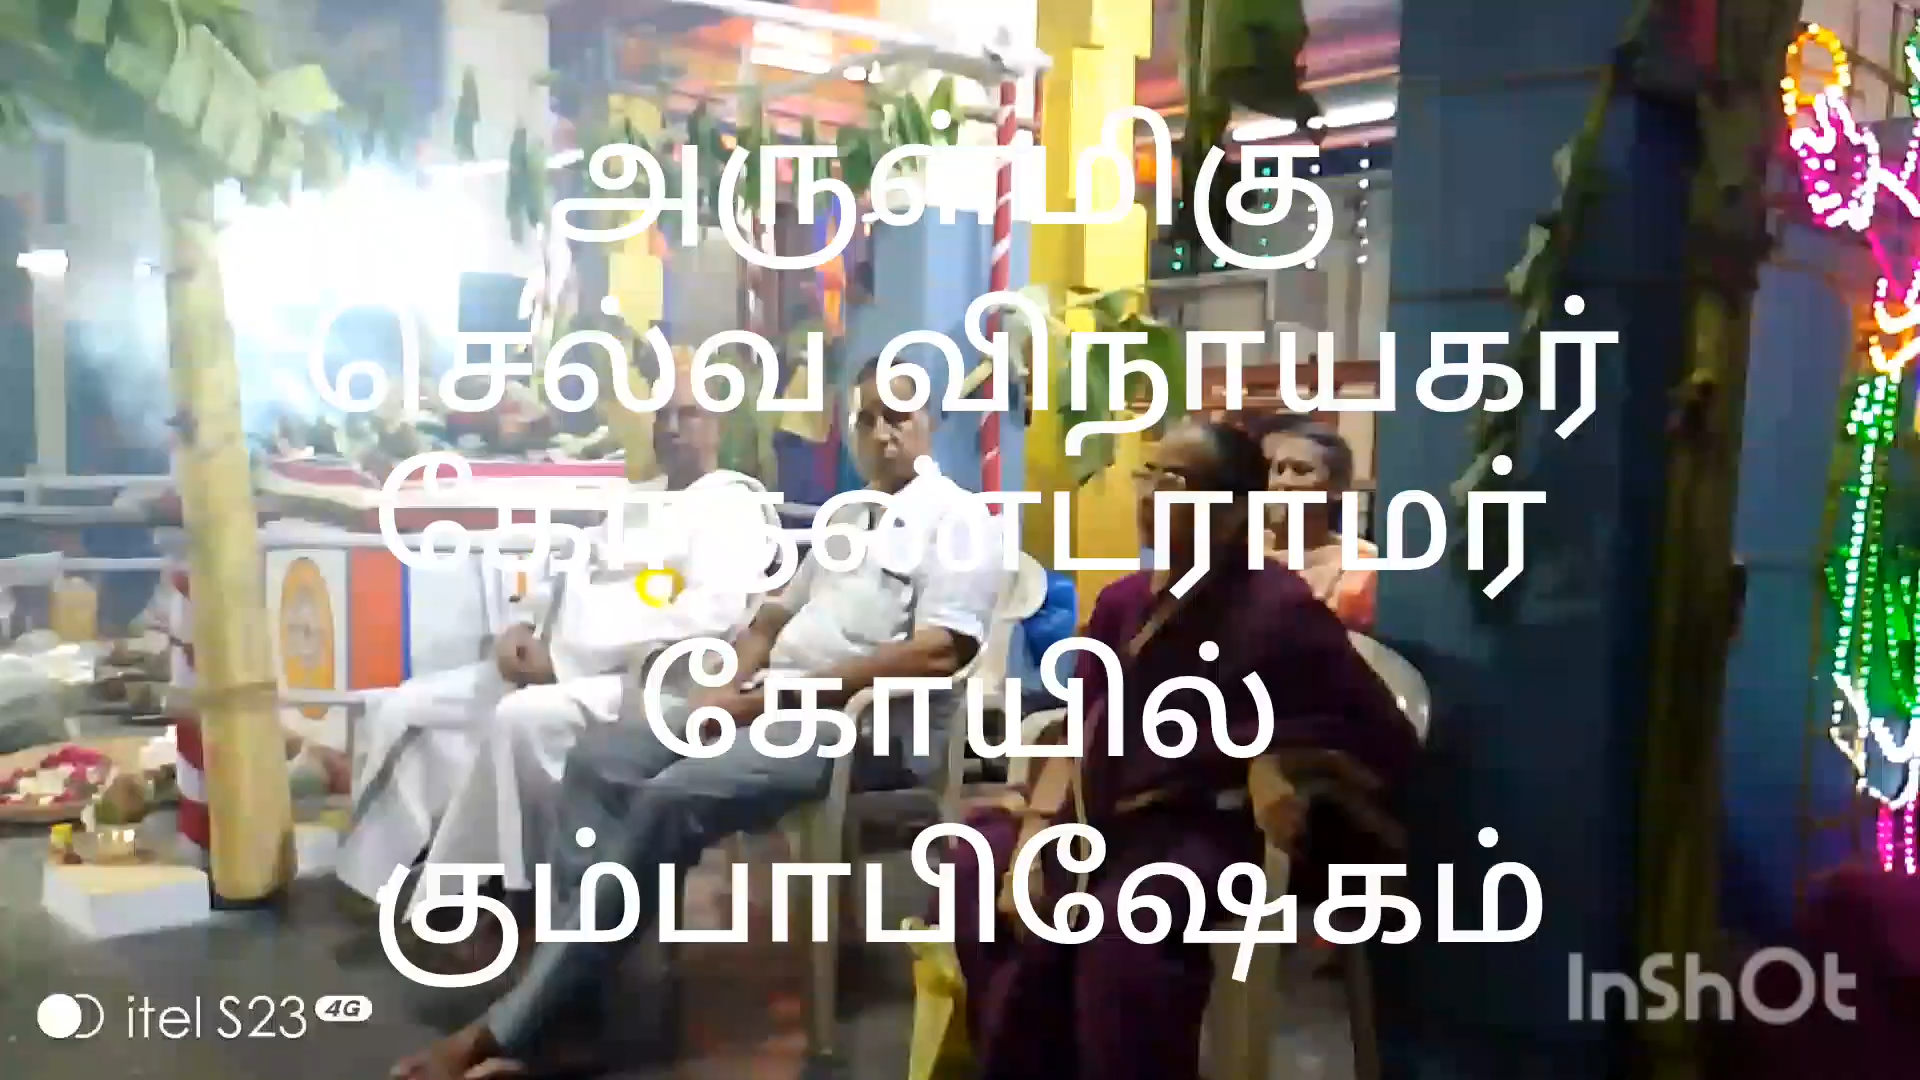 அருள்மிகு
செல்வ விநாயகர்
கோதண்டராமர்
கோயில்
கும்பாபிஷேகம்
InShOt
itel S23 4G